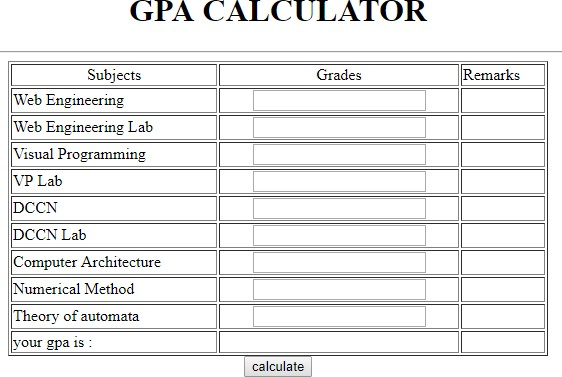 GPA CALCULATOR
Subjects Grades Remarks
Web Engineering
Web Engineering Lab
Visual Programming
VP Lab
DCCN
DCCN Lab
Computer Architecture
Numerical Method
Theory of automata
your gpa is :
calculate